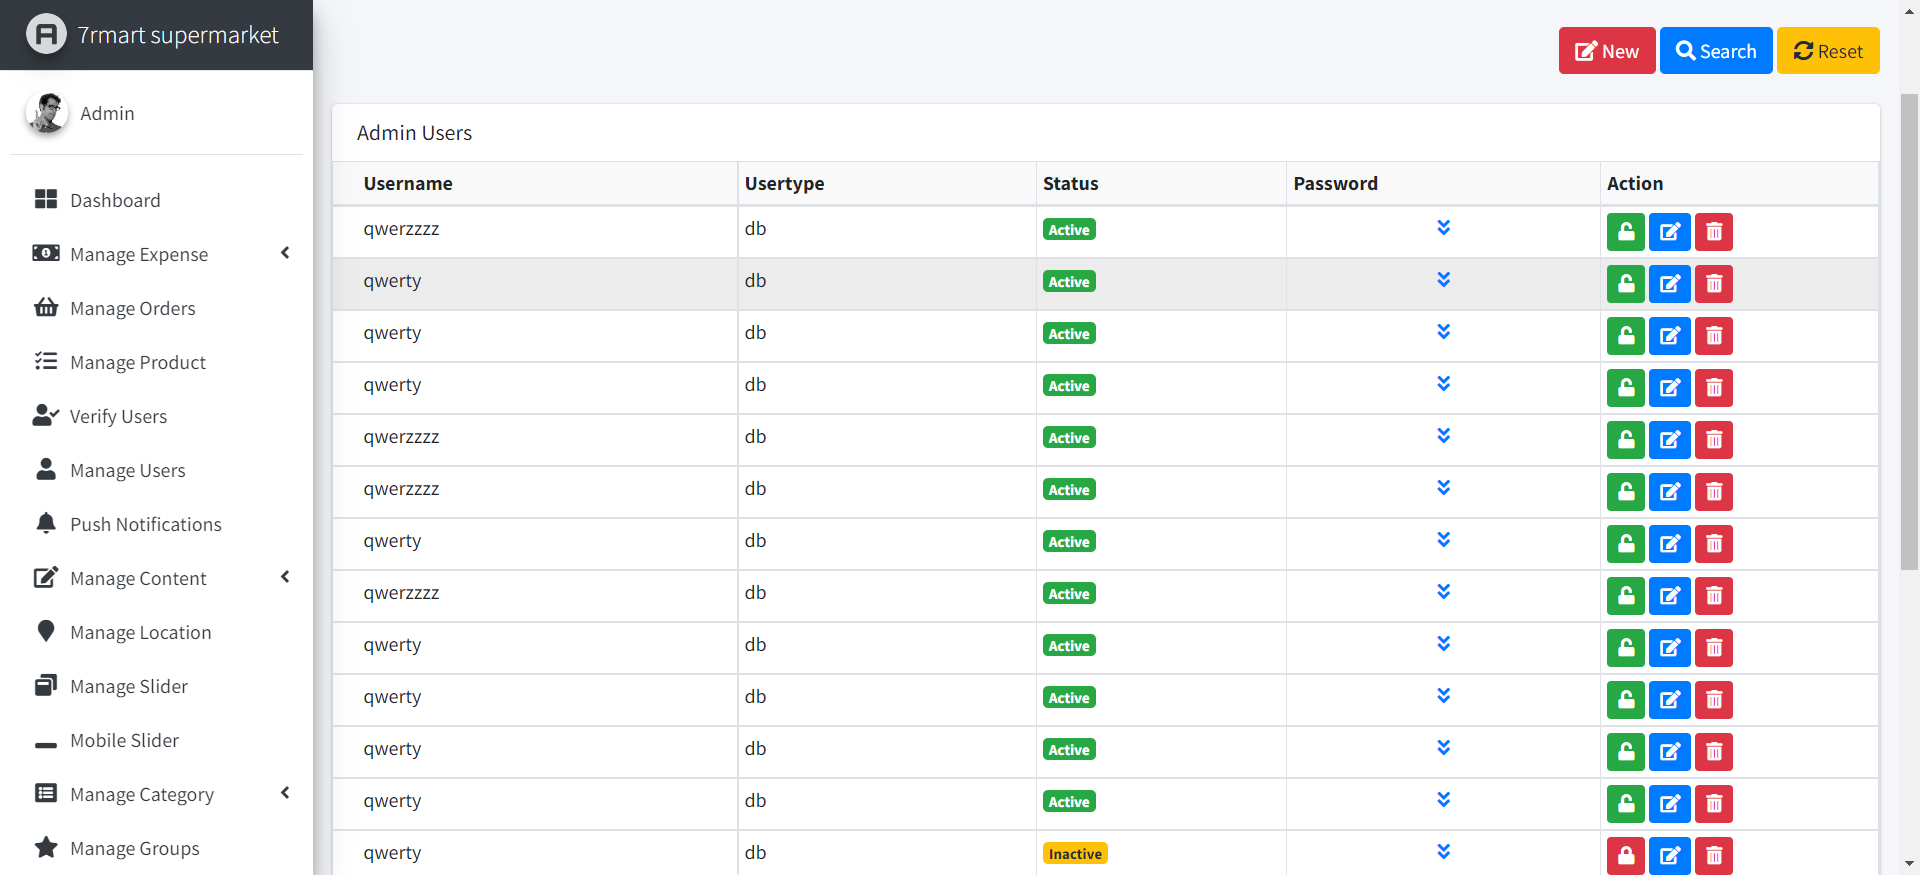 7rmart supermarket
Admin
Dashboard
Manage Expense
Manage Orders
Manage Product
Verify Users
Manage Users
Push Notifications
Manage Content
Manage Location
Manage Slider
Mobile Slider
Manage Category
Manage Groups
New Search Reset
Admin Users
Username Usertype Status Password Action
qwerzzzz db Active
qwerty db Active
qwerty db Active
qwerty db Active
qwerzzzz db Active
qwerzzzz db Active
qwerty db Active
qwerzzzz db Active
qwerty db Active
qwerty db Active
qwerty db Active
qwerty db Active
qwerty db Inactive